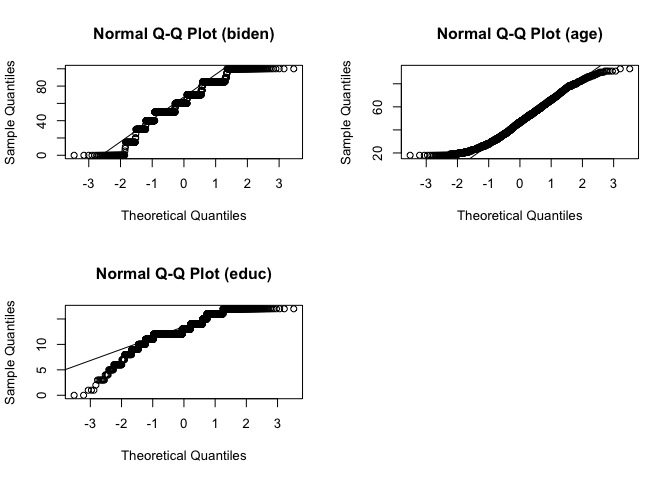 Normal Q-Q Plot (biden)
Sample Quantiles
80
40
0
-3 -2 -1 0 1 2 3
Theoretical Quantiles
Normal Q-Q Plot (age)
Sample Quantiles
60
20
-3 -2 -1 0 1 2 3
Theoretical Quantiles
Normal Q-Q Plot (educ)
Sample Quantiles
10
5
0
-3 -2 -1 0 1 2 3
Theoretical Quantiles